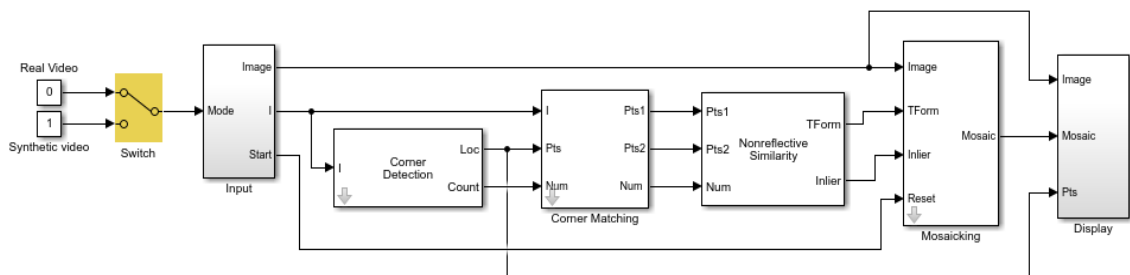 Real Video
0
1
Synthetic video
Switch
Mode
Image
I
Start
Input
I
Corner
Detection
Loc
Count
I
Pts
Num
Pts1
Pts2
Num
Corner Matching
Pts1
Pts2
Num
Nonreflective
Similarity
TForm
Inlier
Image
TForm
Inlier
Reset
Mosaic
Mosaicking
Image
Mosaic
Pts
Display